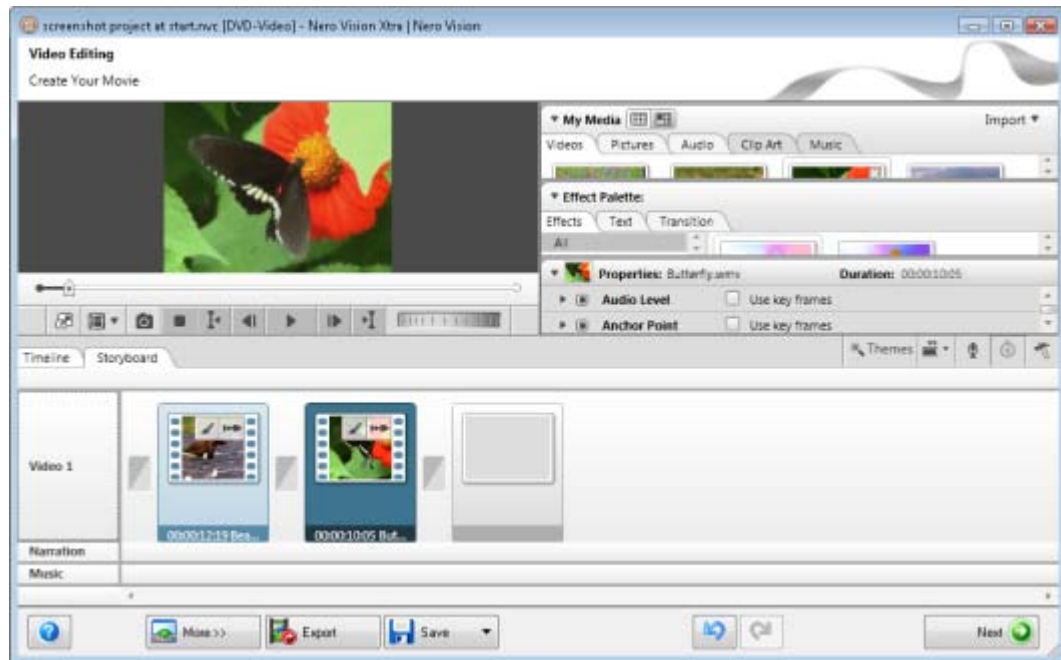 screenshot project at start.nvc [DVD-Video] - Nero Vision Xtra | Nero Vision
Video Editing
Create Your Movie
My Media
Import
Videos Pictures Audio Clip Art Music
Effect Palette:
Effects Text Transition
All
Properties: Butterfly.wmv Duration: 00:00:10:05
Audio Level Use key frames
Anchor Point Use key frames
Timeline Storyboard
Themes
Video 1
00:00:12:19 Bea...
00:00:10:05 But...
Narration
Music
More >> Export Save Next